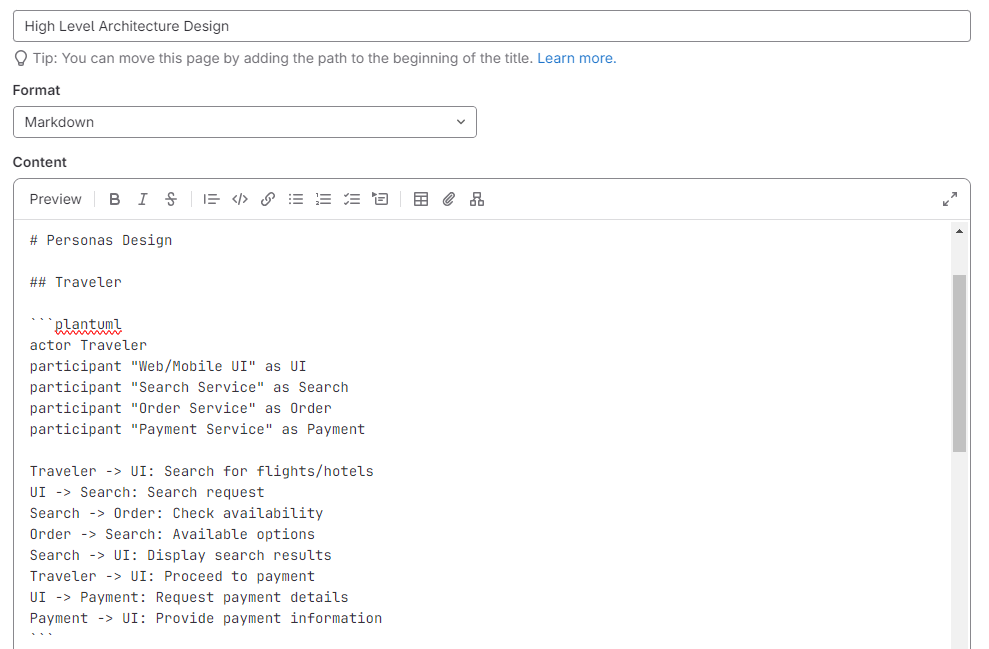 High Level Architecture Design
Tip: You can move this page by adding the path to the beginning of the title. Learn more.
Format
Markdown
Content
Preview
# Personas Design
## Traveler
```plantuml
actor Traveler
participant "Web/Mobile UI" as UI
participant "Search Service" as Search
participant "Order Service" as Order
participant "Payment Service" as Payment
Traveler -> UI: Search for flights/hotels
UI -> Search: Search request
Search -> Order: Check availability
Order -> Search: Available options
Search -> UI: Display search results
Traveler -> UI: Proceed to payment
UI -> Payment: Request payment details
Payment -> UI: Provide payment information
```